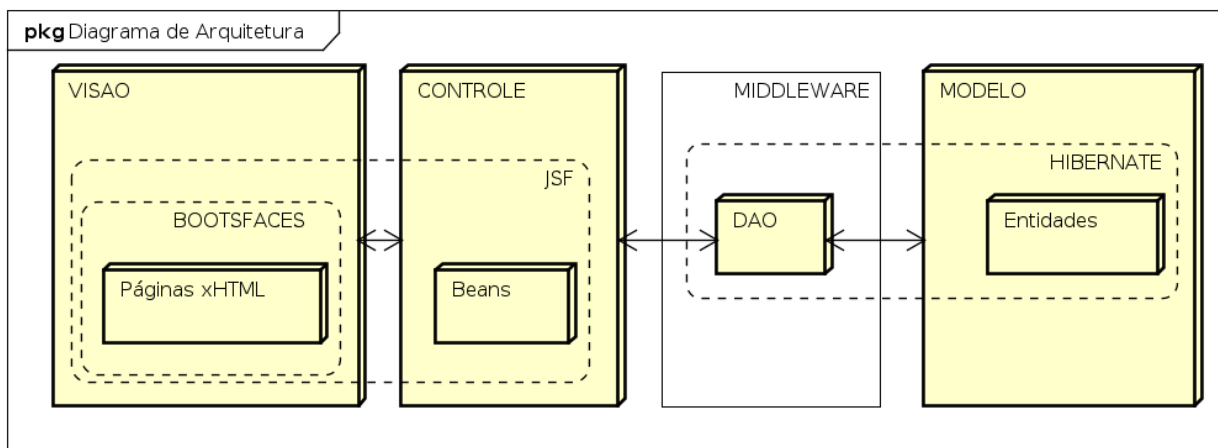 pkg Diagrama de Arquitetura
VISAO
CONTROLE
MIDDLEWARE
MODELO
HIBERNATE
JSF
BOOTSFACES
DAO
Entidades
Páginas xHTML
Beans